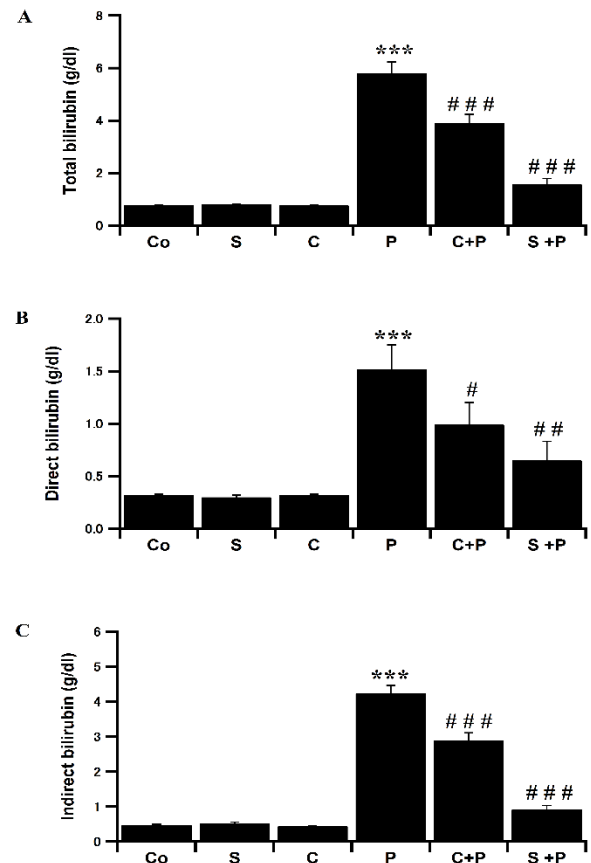 A
Total bilirubin (g/dl)
8
6
4
2
0
***
# # #
# # #
Co S C P C+P S +P
B
Direct bilirubin (g/dl)
2.0
1.5
1.0
0.5
0.0
***
#
# #
Co S C P C+P S +P
C
Indirect bilirubin (g/dl)
6
5
4
3
2
1
0
***
# # #
# # #
Co S C P C+P S +P